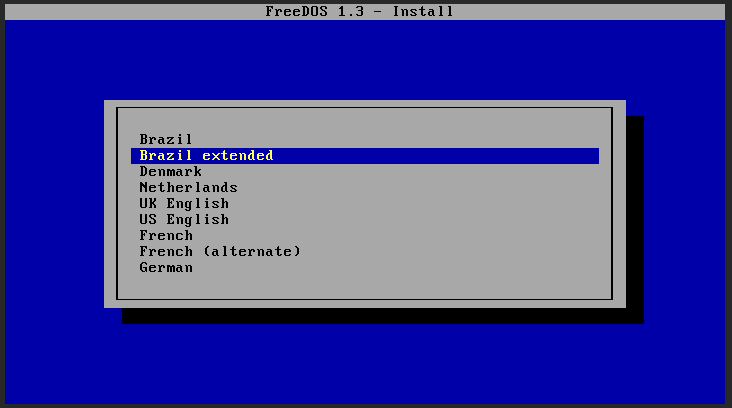 FreeDOS 1.3 - Install
Brazil
Brazil extended
Denmark
Netherlands
UK English
US English
French
French (alternate)
German